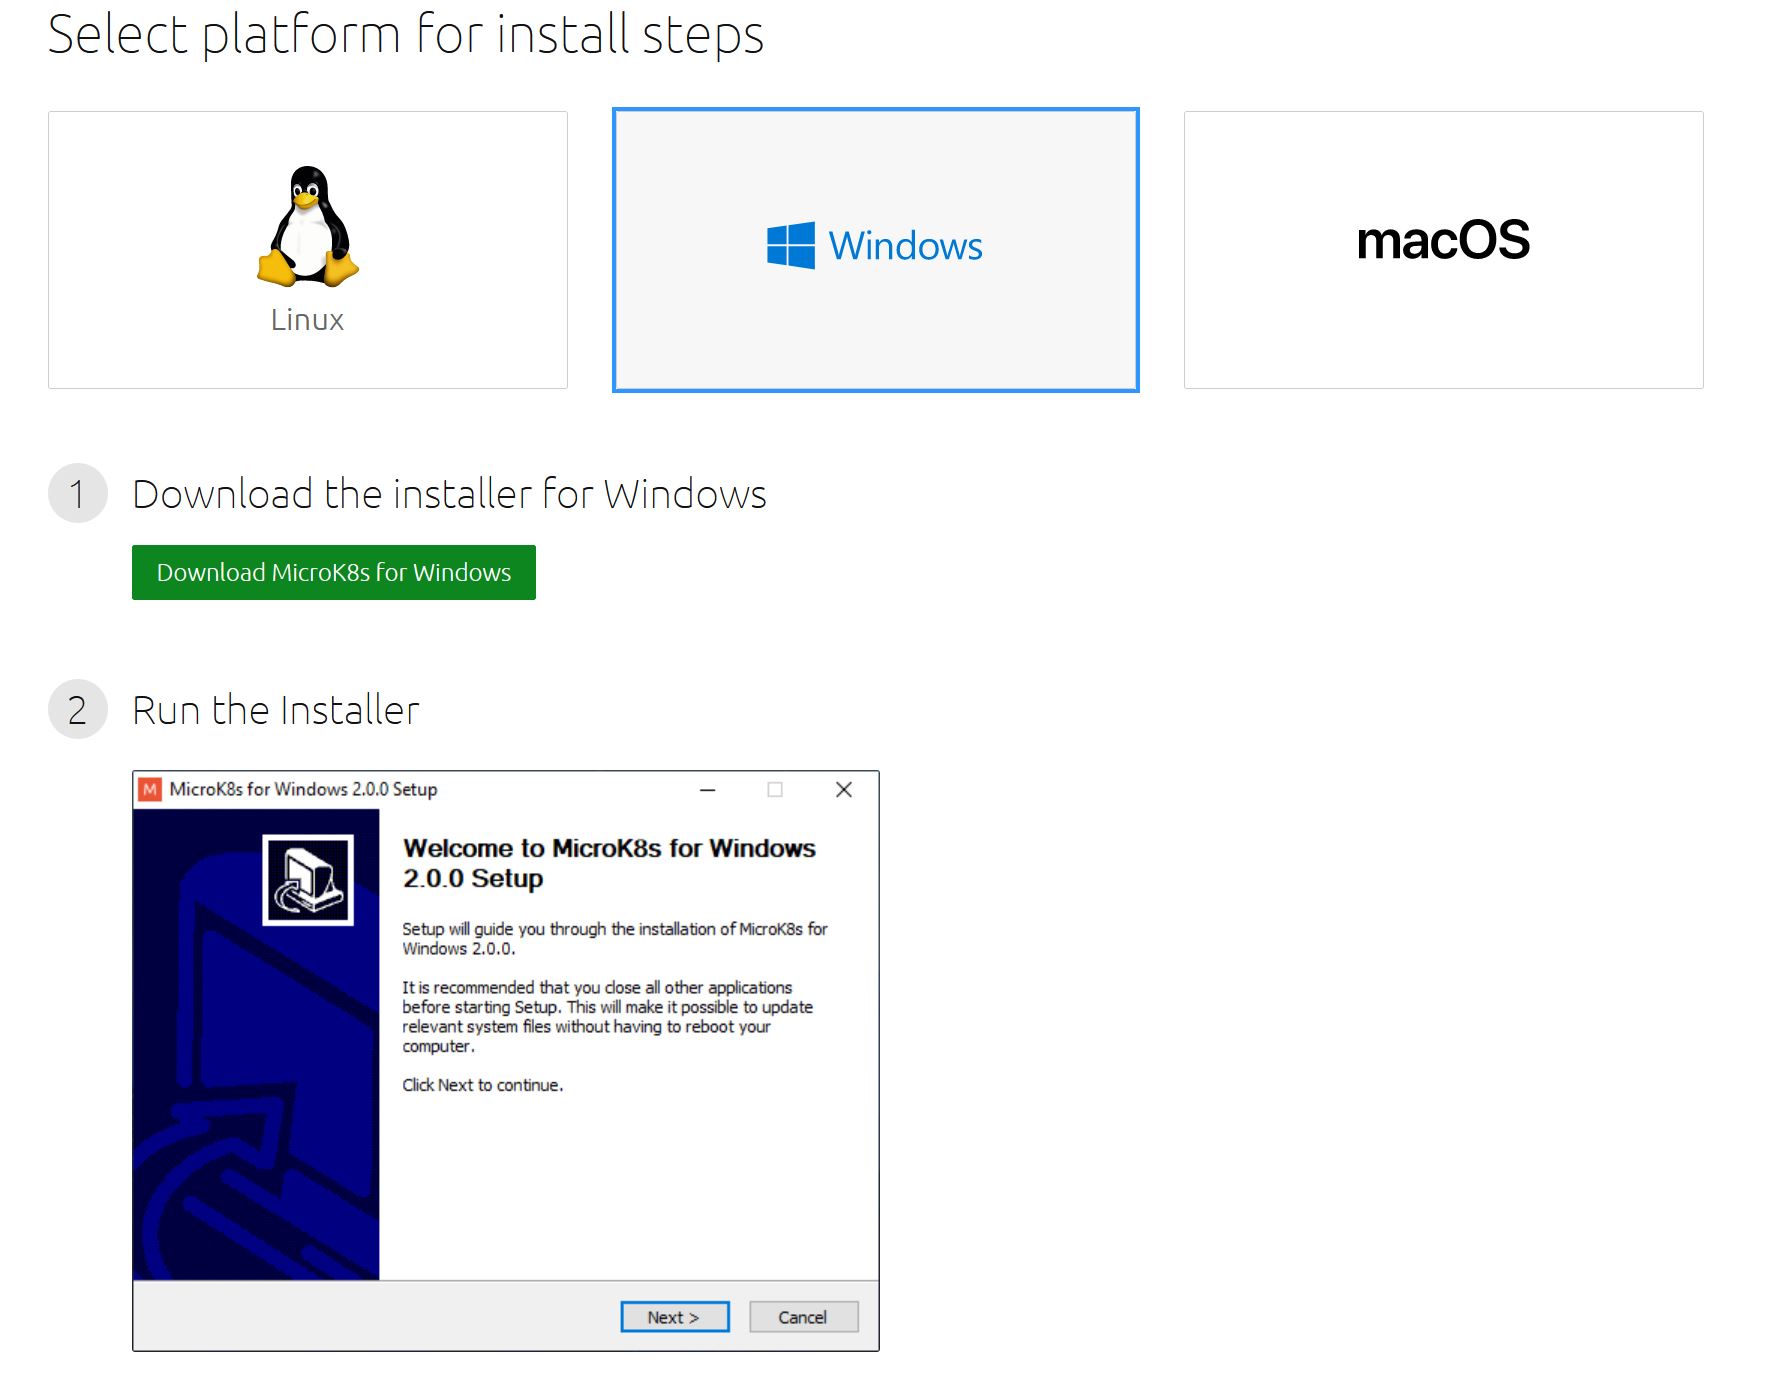 Select platform for install steps
Linux
Windows
macOS
1
Download the installer for Windows
Download MicroK8s for Windows
2
Run the Installer
M
MicroK8s for Windows 2.0.0 Setup
Welcome to MicroK8s for Windows
2.0.0 Setup
Setup will guide you through the installation of MicroK8s for
Windows 2.0.0.
It is recommended that you close all other applications
before starting Setup. This will make it possible to update
relevant system files without having to reboot your
computer.
Click Next to continue.
Next >
Cancel